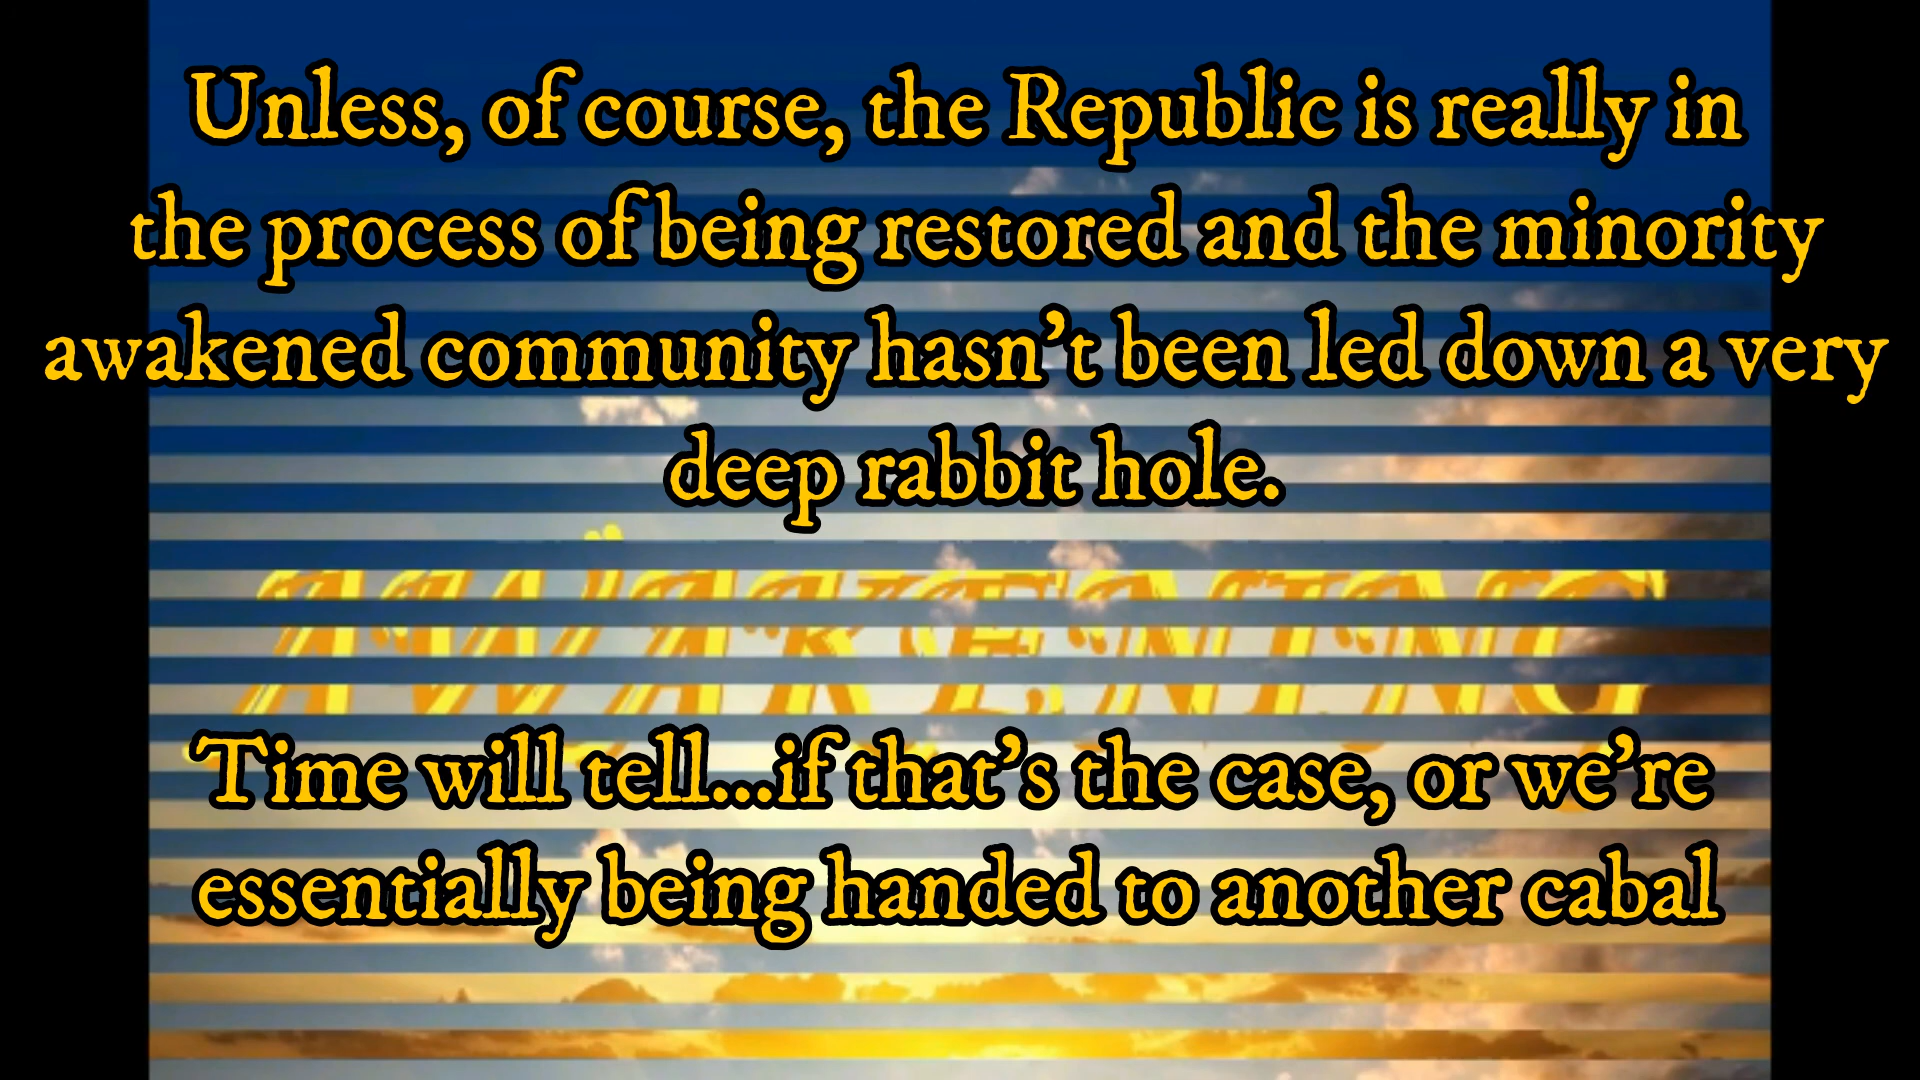 Unless, of course, the Republic is really in
the process of being restored and the minority
awakened community hasn't been led down a very
deep rabbit hole.
AWAKENING
Time will tell...if that's the case, or we're
essentially being handed to another cabal